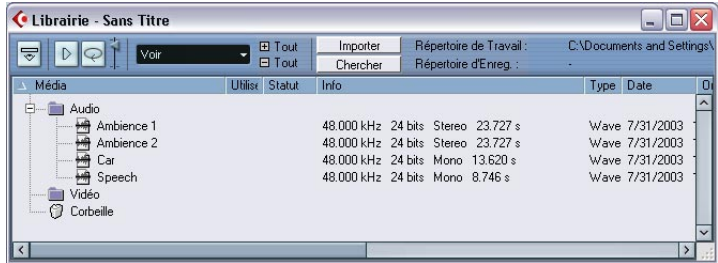 Librairie - Sans Titre
Voir
Tout
Tout
Importer
Chercher
Répertoire de Travail :
C:\Documents and Settings\
Répertoire d'Enreg. :
-
Média Utilise Statut Info Type Date
Audio
Ambience 1 48.000 kHz 24 bits Stereo 23.727 s Wave 7/31/2003
Ambience 2 48.000 kHz 24 bits Stereo 23.727 s Wave 7/31/2003
Car 48.000 kHz 24 bits Mono 13.620 s Wave 7/31/2003
Speech 48.000 kHz 24 bits Mono 8.746 s Wave 7/31/2003
Vidéo
Corbeille